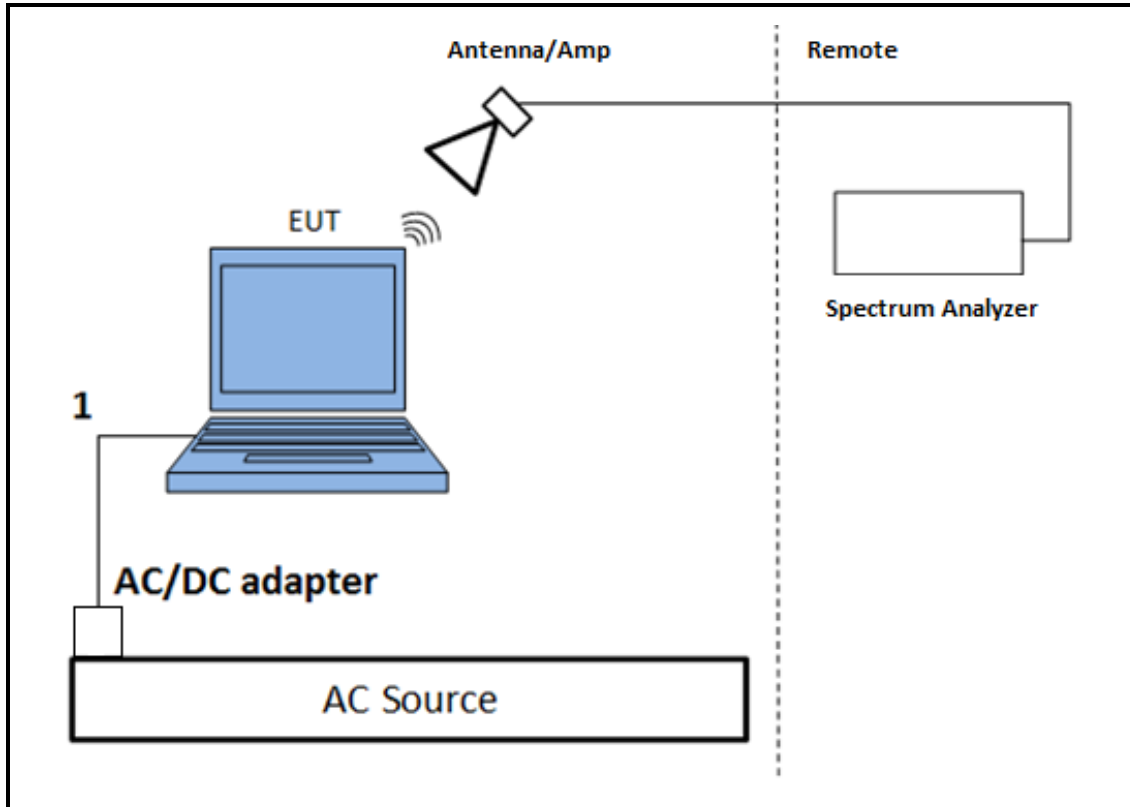 Antenna/Amp
Remote
EUT
Spectrum Analyzer
1
AC/DC adapter
AC Source